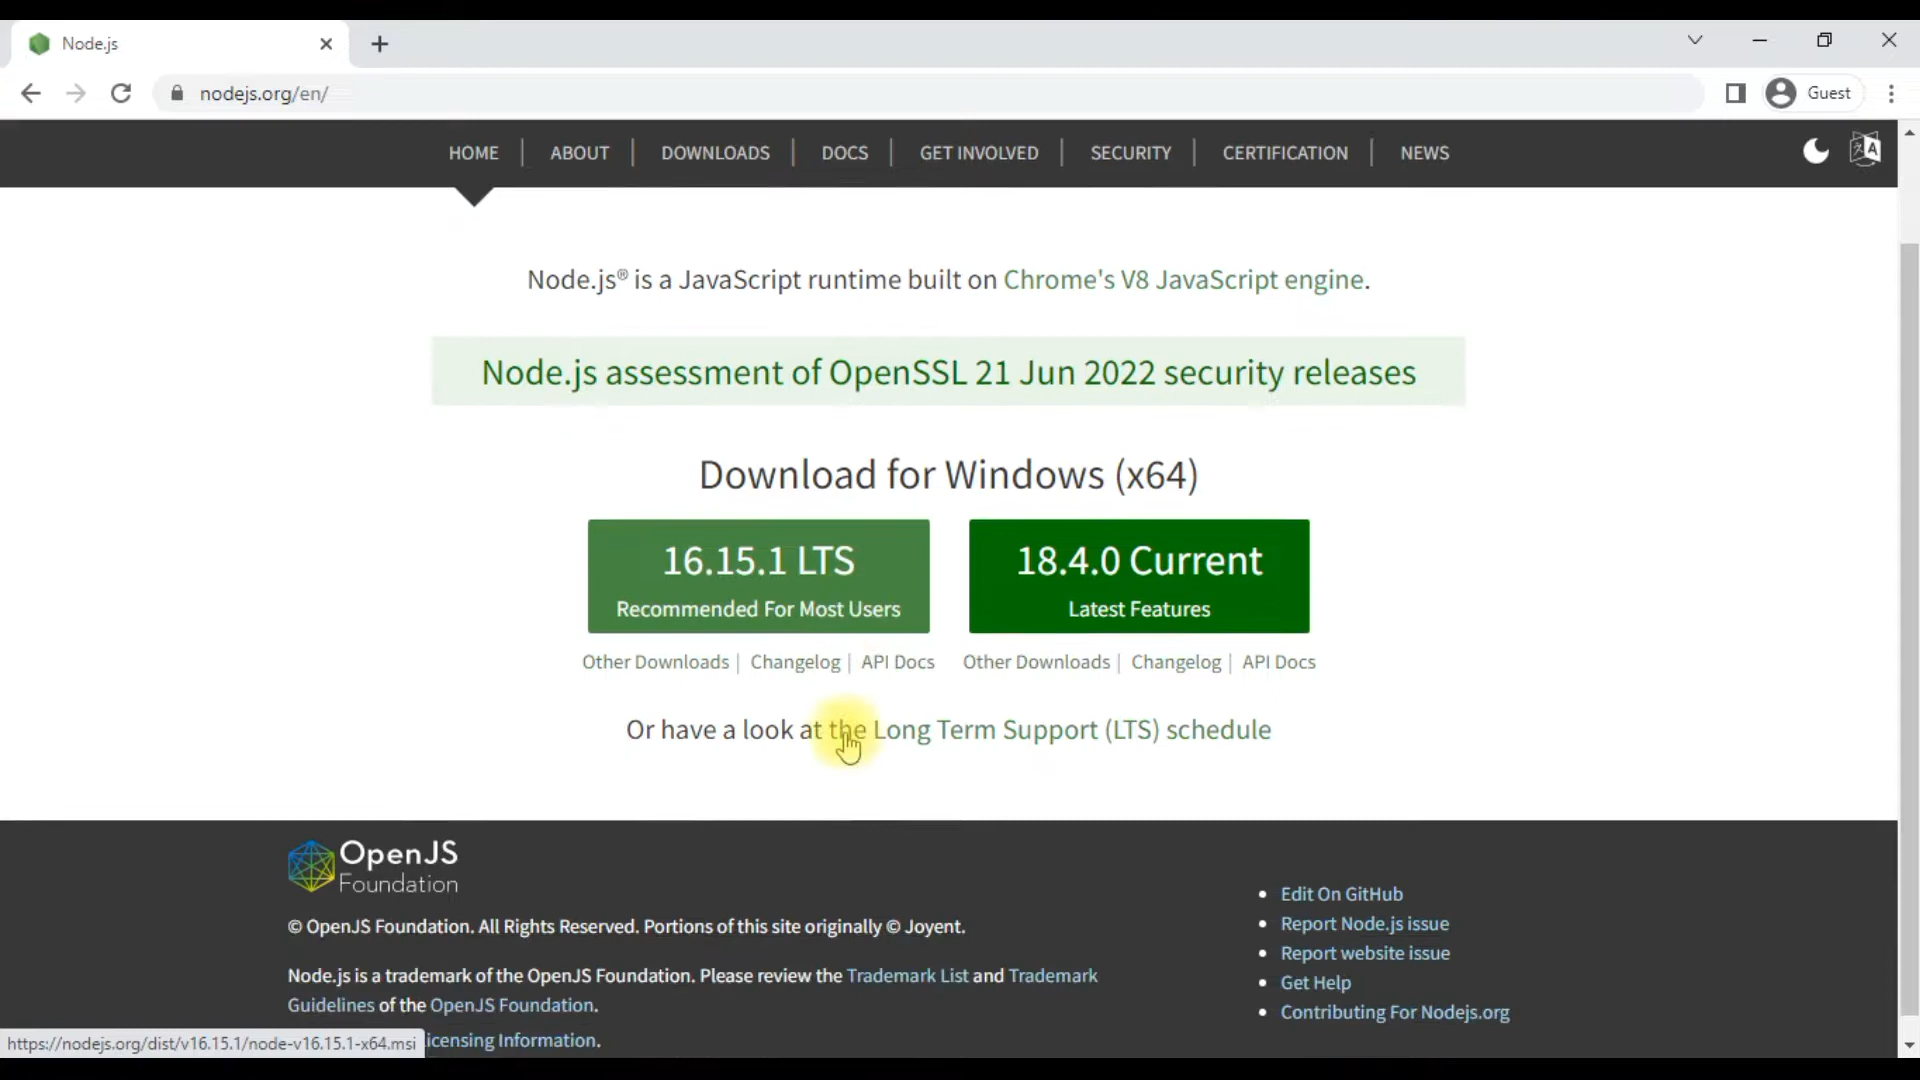 Node.js
nodejs.org/en/
Guest
HOME
ABOUT
DOWNLOADS
DOCS
GET INVOLVED
SECURITY
CERTIFICATION
NEWS
Node.js® is a JavaScript runtime built on Chrome's V8 JavaScript engine.
Node.js assessment of OpenSSL 21 Jun 2022 security releases
Download for Windows (x64)
16.15.1 LTS
Recommended For Most Users
18.4.0 Current
Latest Features
Other Downloads | Changelog | API Docs
Other Downloads | Changelog | API Docs
Or have a look at the Long Term Support (LTS) schedule
OpenJS
Foundation
© OpenJS Foundation. All Rights Reserved. Portions of this site originally © Joyent.
Node.js is a trademark of the OpenJS Foundation. Please review the Trademark List and Trademark
Guidelines of the OpenJS Foundation.
icensing Information.
Edit On GitHub
Report Node.js issue
Report website issue
Get Help
Contributing For Nodejs.org
https://nodejs.org/dist/v16.15.1/node-v16.15.1-x64.msi